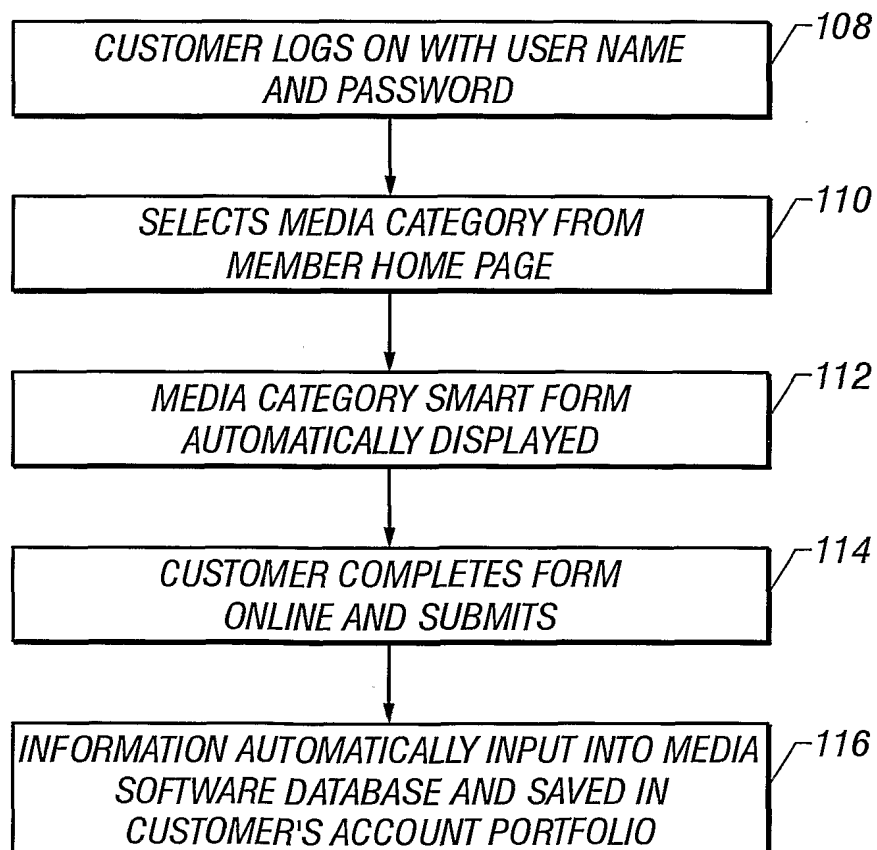 CUSTOMER LOGS ON WITH USER NAME
AND PASSWORD
108
SELECTS MEDIA CATEGORY FROM
MEMBER HOME PAGE
110
MEDIA CATEGORY SMART FORM
AUTOMATICALLY DISPLAYED
112
CUSTOMER COMPLETES FORM
ONLINE AND SUBMITS
114
INFORMATION AUTOMATICALLY INPUT INTO MEDIA
SOFTWARE DATABASE AND SAVED IN
CUSTOMER'S ACCOUNT PORTFOLIO
116